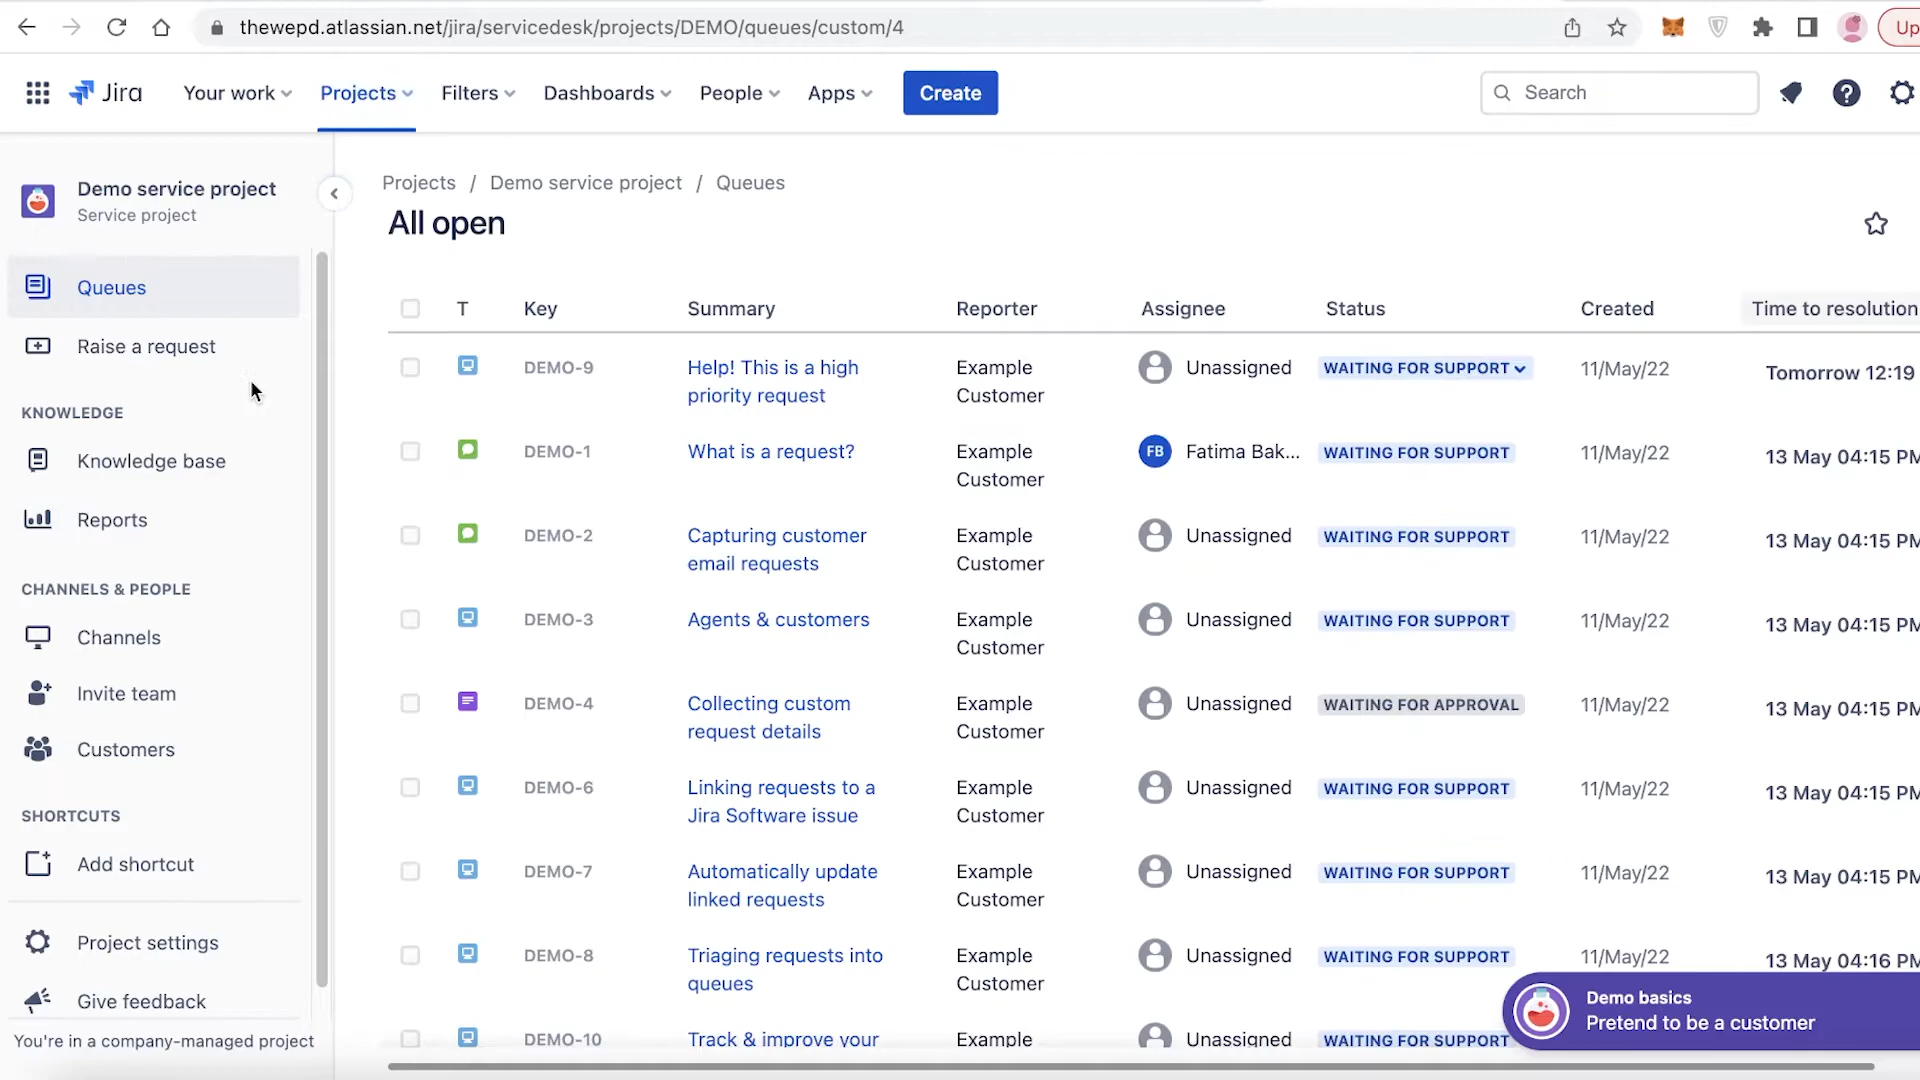 thewepd.atlassian.net/jira/servicedesk/projects/DEMO/queues/custom/4
Up
Jira
Your work
Projects
Filters
Dashboards
People
Apps
Create
Search
Demo service project
Service project
Projects / Demo service project / Queues
All open
Queues
Raise a request
KNOWLEDGE
Knowledge base
Reports
CHANNELS & PEOPLE
Channels
Invite team
Customers
SHORTCUTS
Add shortcut
Project settings
Give feedback
You're in a company-managed project
T Key Summary Reporter Assignee Status Created Time to resolution
DEMO-9 Help! This is a high Example Unassigned WAITING FOR SUPPORT 11/May/22 Tomorrow 12:19
priority request Customer
DEMO-1 What is a request? Example FB Fatima Bak... WAITING FOR SUPPORT 11/May/22 13 May 04:15 PM
Customer
DEMO-2 Capturing customer Example Unassigned WAITING FOR SUPPORT 11/May/22 13 May 04:15 PM
email requests Customer
DEMO-3 Agents & customers Example Unassigned WAITING FOR SUPPORT 11/May/22 13 May 04:15 PM
Customer
DEMO-4 Collecting custom Example Unassigned WAITING FOR APPROVAL 11/May/22 13 May 04:15 PM
request details Customer
DEMO-6 Linking requests to a Example Unassigned WAITING FOR SUPPORT 11/May/22 13 May 04:15 PM
Jira Software issue Customer
DEMO-7 Automatically update Example Unassigned WAITING FOR SUPPORT 11/May/22 13 May 04:15 PM
linked requests Customer
DEMO-8 Triaging requests into Example Unassigned WAITING FOR SUPPORT 11/May/22 13 May 04:16 PM
queues Customer
DEMO-10 Track & improve your Example Unassigned WAITING FOR SUPPORT
Demo basics
Pretend to be a customer